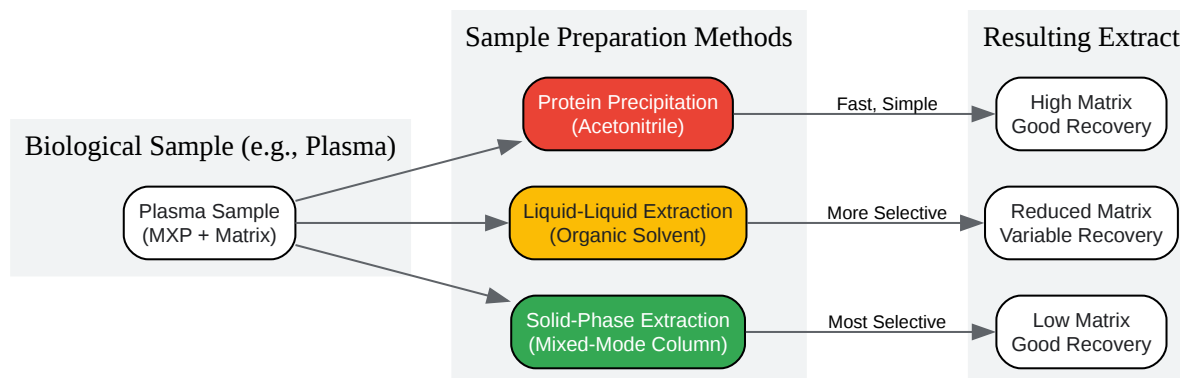 Sample Preparation Methods
Resulting Extract
Biological Sample (e.g., Plasma)
Plasma Sample
(MXP + Matrix)
Protein Precipitation
(Acetonitrile)
Fast, Simple
High Matrix
Good Recovery
Liquid-Liquid Extraction
(Organic Solvent)
More Selective
Reduced Matrix
Variable Recovery
Solid-Phase Extraction
(Mixed-Mode Column)
Most Selective
Low Matrix
Good Recovery